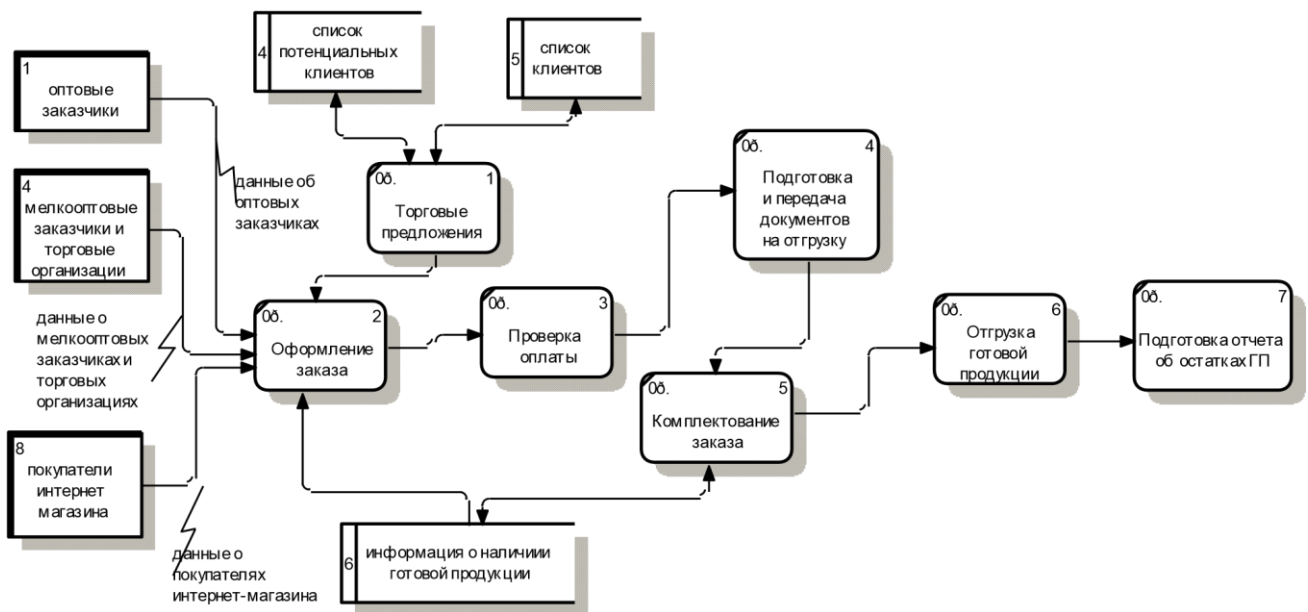 1
оптовые
заказчики
4
мелкооптовые
заказчики и
торговые
организации
8
покупатели
интернет
магазина
данные об
оптовых
заказчиках
данные о
мелкооптовых
заказчиках и
торговых
организациях
данные о
покупателях
интернет-магазина
4
список
потенциальных
клиентов
5
список
клиентов
0ð.
1
Торговые
предложения
0ð.
2
Оформление
заказа
0ð.
3
Проверка
оплаты
0ð.
4
Подготовка
и передача
документов
на отгрузку
0ð.
5
Комплектование
заказа
6
информация о наличиии
готовой продукции
0ð.
6
Отгрузка
готовой
продукции
0ð.
7
Подготовка отчета
об остатках ГП